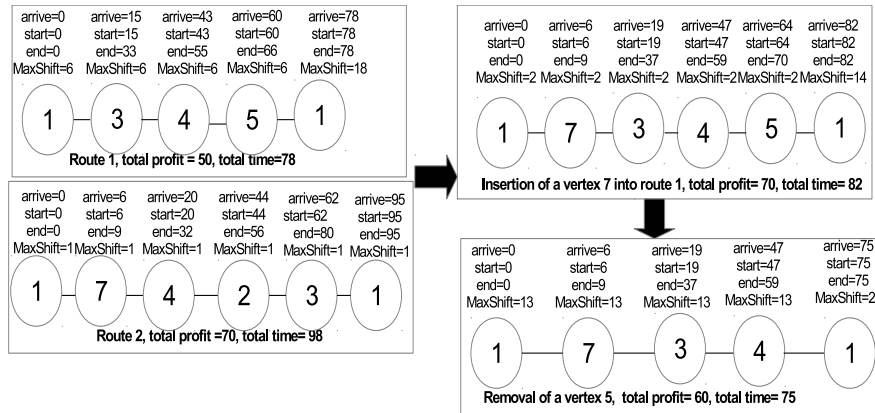 arrive=0 arrive=15 arrive=43 arrive=60 arrive=78
start=0 start=15 start=43 start=60 start=78
end=0 end=33 end=55 end=66 end=78
MaxShift=6 MaxShift=6 MaxShift=6 MaxShift=6 MaxShift=18
1 3 4 5 1
Route 1, total profit = 50, total time=78
arrive=0 arrive=6 arrive=20 arrive=44 arrive=62 arrive=95
start=0 start=6 start=20 start=44 start=62 start=95
end=0 end=9 end=32 end=56 end=80 end=95
MaxShift=1 MaxShift=1 MaxShift=1 MaxShift=1 MaxShift=1 MaxShift=1
1 7 4 2 3 1
Route 2, total profit =70, total time= 98
arrive=0 arrive=6 arrive=19 arrive=47 arrive=64 arrive=82
start=0 start=6 start=19 start=47 start=64 start=82
end=0 end=9 end=37 end=59 end=70 end=82
MaxShift=2 MaxShift=2 MaxShift=2 MaxShift=2 MaxShift=2 MaxShift=14
1 7 3 4 5 1
Insertion of a vertex 7 into route 1, total profit= 70, total time= 82
arrive=0 arrive=6 arrive=19 arrive=47 arrive=75
start=0 start=6 start=19 start=47 start=75
end=0 end=9 end=37 end=59 end=75
MaxShift=13 MaxShift=13 MaxShift=13 MaxShift=13 MaxShift=2
1 7 3 4 1
Removal of a vertex 5, total profit= 60, total time= 75